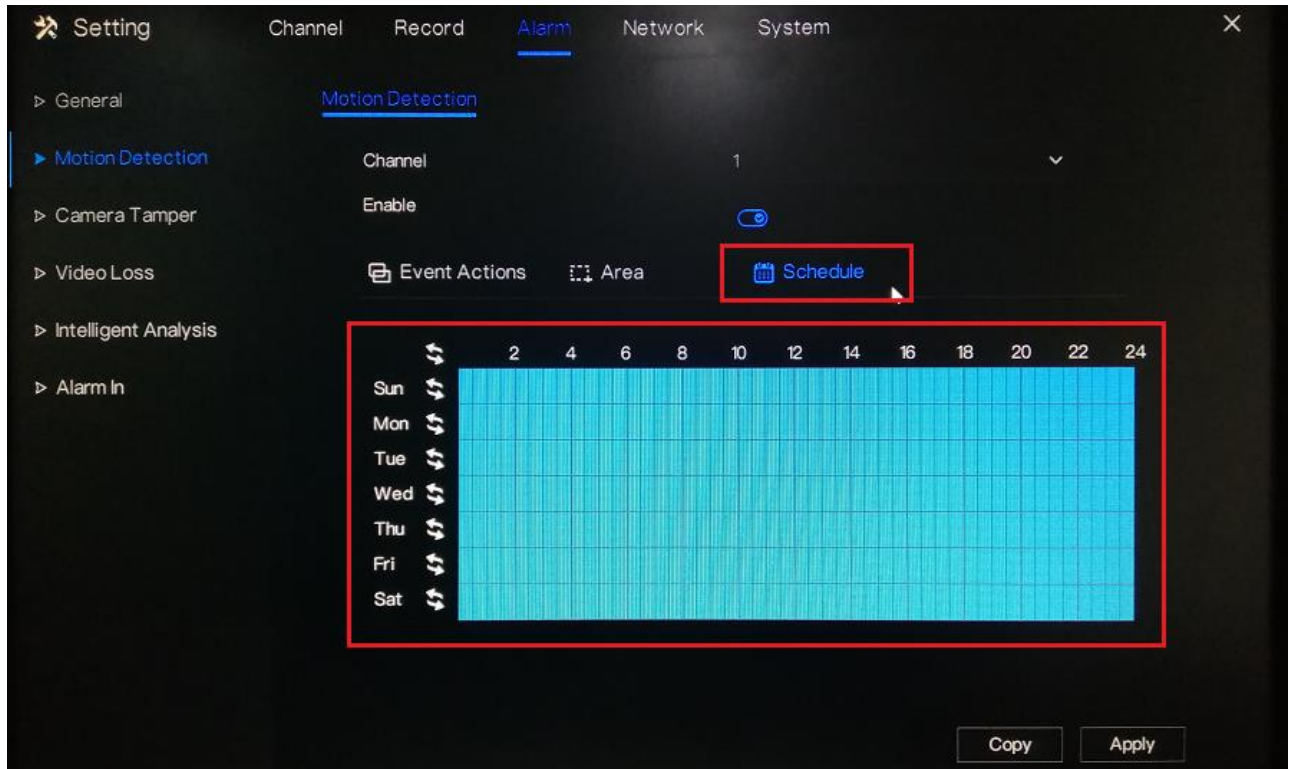 Setting Channel Record Alarm Network System
General
Motion Detection
Camera Tamper
Video Loss
Intelligent Analysis
Alarm In
Motion Detection
Channel 1
Enable
Event Actions Area Schedule
2 4 6 8 10 12 14 16 18 20 22 24
Sun
Mon
Tue
Wed
Thu
Fri
Sat
Copy Apply